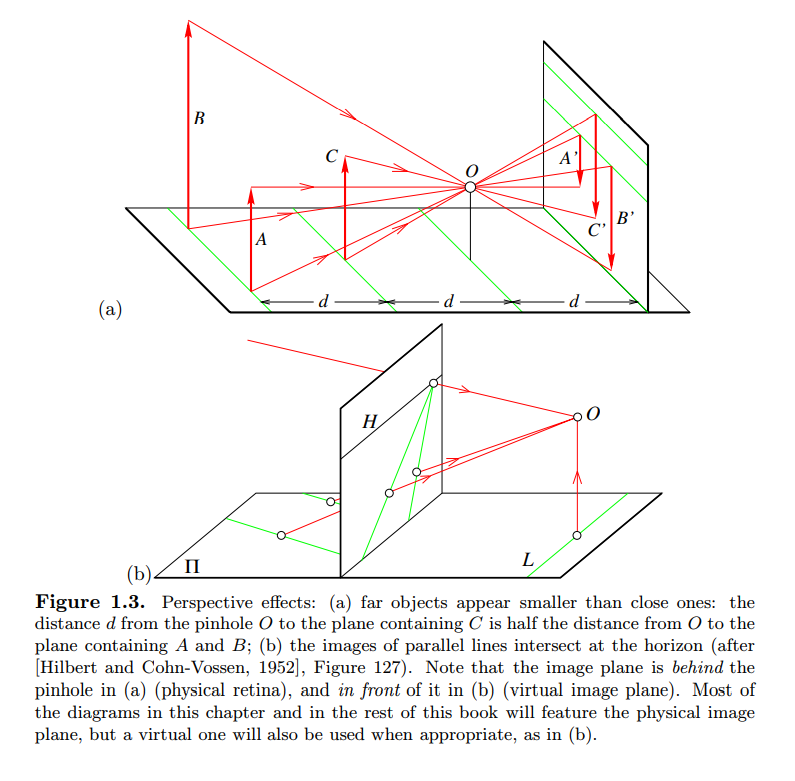 B
C
O
A'
A
C'
B'
d
d
d
(a)
H
O
Π
L
(b)
Figure 1.3. Perspective effects: (a) far objects appear smaller than close ones: the
distance d from the pinhole O to the plane containing C is half the distance from O to the
plane containing A and B; (b) the images of parallel lines intersect at the horizon (after
[Hilbert and Cohn-Vossen, 1952], Figure 127). Note that the image plane is behind the
pinhole in (a) (physical retina), and in front of it in (b) (virtual image plane). Most of
the diagrams in this chapter and in the rest of this book will feature the physical image
plane, but a virtual one will also be used when appropriate, as in (b).